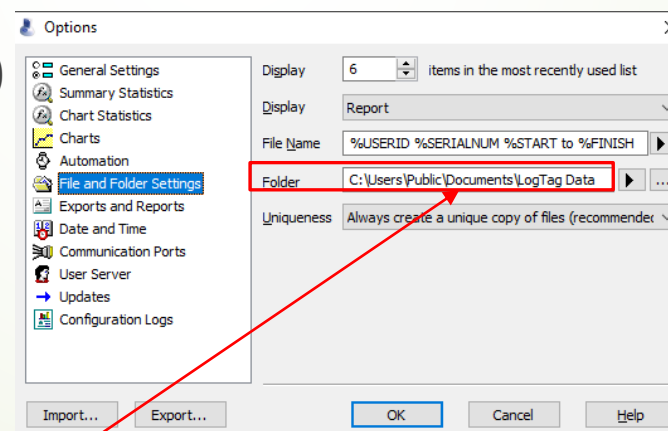 Options
General Settings
Summary Statistics
Chart Statistics
Charts
Automation
File and Folder Settings
Exports and Reports
Date and Time
Communication Ports
User Server
Updates
Configuration Logs
Display 6 items in the most recently used list
Display Report
File Name %USERID %SERIALNUM %START to %FINISH
Folder C:\Users\Public\Documents\LogTag Data ...
Uniqueness Always create a unique copy of files (recommended
Import... Export... OK Cancel Help